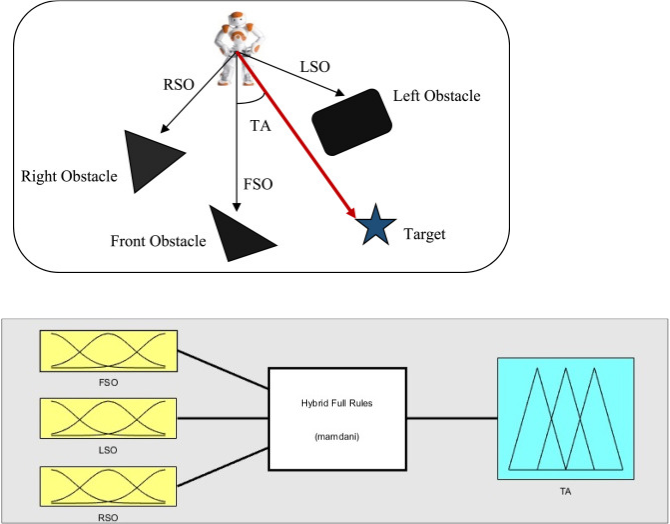 LSO
RSO
Left Obstacle
TA
Right Obstacle
FSO
Front Obstacle
Target
FSO
LSO
RSO
Hybrid Full Rules
(mamdani)
TA